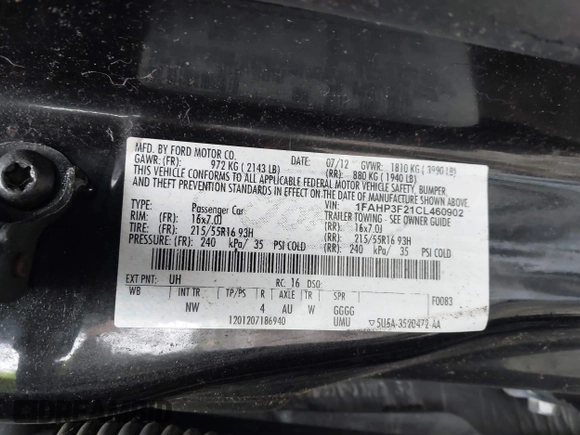 MFD. BY FORD MOTOR CO. DATE: 07/12 GVWR: 1810 KG
GAWR: (FR): 972 KG (2143 LB) (RR): 880 KG (1940 LB)
THIS VEHICLE CONFORMS TO ALL APPLICABLE FEDERAL MOTOR VEHICLE SAFETY, BUMPER,
AND THEFT PREVENTION STANDARDS IN EFFECT ON THE DATE OF MANUFACTURE SHOWN ABOVE.
VIN: 1FAHP3F21CL460902
TYPE: Passenger Car TRAILER TOWING - SEE OWNER GUIDE
RIM: (FR) 16x7.0J (RR) 16x7.0J
TIRE: (FR) 215/55R16 93H (RR) 215/55R16 93H
PRESSURE: (FR) 240 kPa/ 35 PSI COLD (RR) 240 kPa/ 35 PSI COLD
EXT PNT: UH RC: 16 DSO:
WB INT TR TP/PS R AXLE TR SPR F0083
NW 4 AU W GGGG
1201207186940 UMU 5U5A-3520472-AA